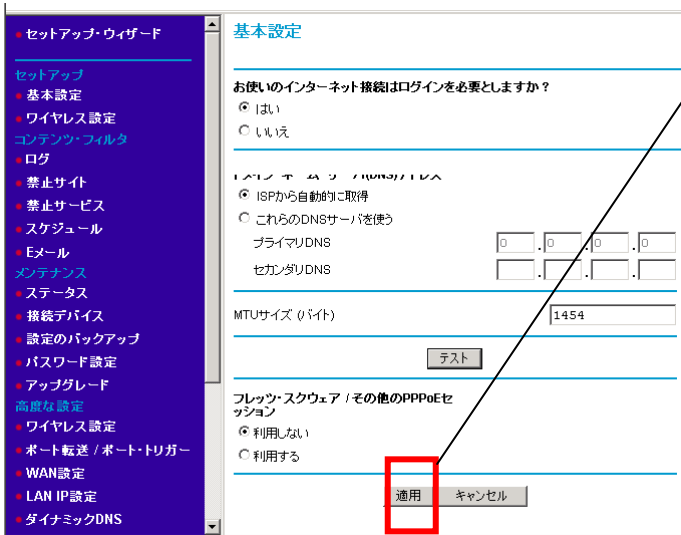 セットアップ・ウィザード
セットアップ
基本設定
ワイヤレス設定
コンテンツ・フィルタ
ログ
禁止サイト
禁止サービス
スケジュール
Eメール
メンテナンス
ステータス
接続デバイス
設定のバックアップ
パスワード設定
アップグレード
高度な設定
ワイヤレス設定
ポート転送 / ポート・トリガー
WAN設定
LAN IP設定
ダイナミックDNS
基本設定
お使いのインターネット接続はログインを必要としますか？
はい
いいえ
(DNS)
ISPから自動的に取得
これらのDNSサーバを使う
プライマリDNS 0 . 0 . 0 . 0
セカンダリDNS . . .
MTUサイズ (バイト) 1454
テスト
フレッツ・スクウェア / その他のPPPoEセ
ッション
利用しない
利用する
適用 キャンセル